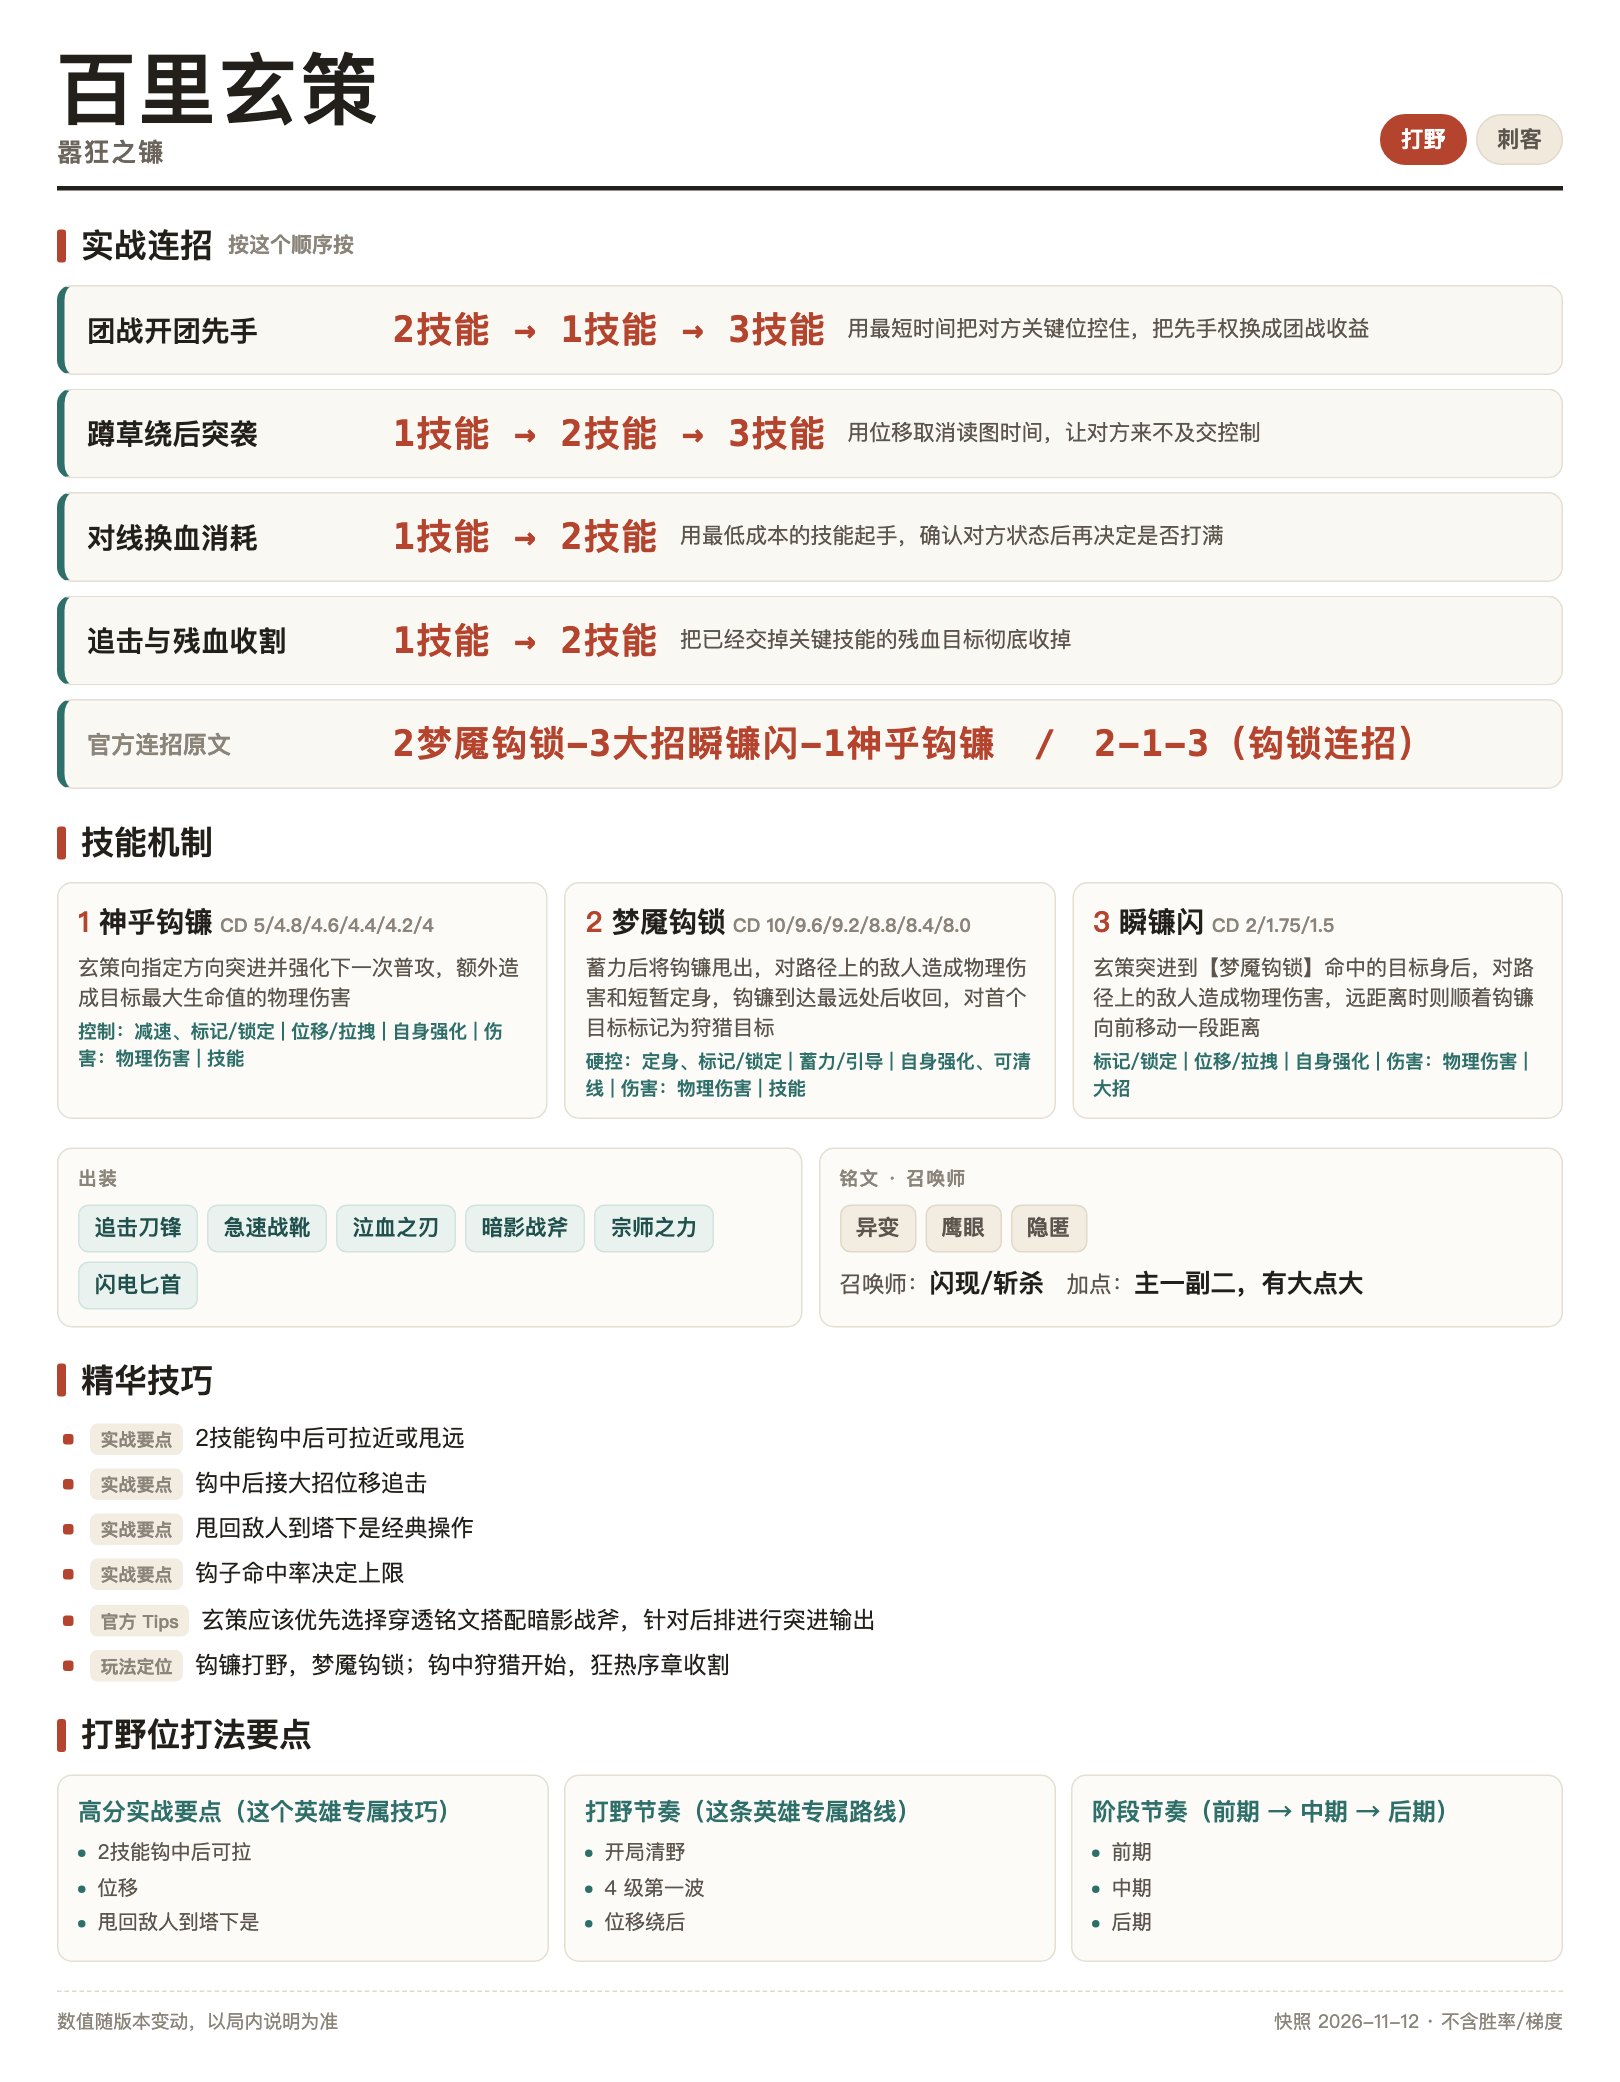 百里玄策
嚣狂之镰
打野 刺客
实战连招 按这个顺序按
团战开团先手 2技能 → 1技能 → 3技能 用最短时间把对方关键位控住，把先手权换成团战收益
蹲草绕后突袭 1技能 → 2技能 → 3技能 用位移取消读图时间，让对方来不及交控制
对线换血消耗 1技能 → 2技能 用最低成本的技能起手，确认对方状态后再决定是否打满
追击与残血收割 1技能 → 2技能 把已经交掉关键技能的残血目标彻底收掉
官方连招原文 2梦魇钩锁–3大招瞬镰闪–1神乎钩镰 / 2–1–3（钩锁连招）
技能机制
1 神乎钩镰 CD 5/4.8/4.6/4.4/4.2/4
玄策向指定方向突进并强化下一次普攻，额外造
成目标最大生命值的物理伤害
控制：减速、标记/锁定 | 位移/拉拽 | 自身强化 | 伤
害：物理伤害 | 技能
2 梦魇钩锁 CD 10/9.6/9.2/8.8/8.4/8.0
蓄力后将钩镰甩出，对路径上的敌人造成物理伤
害和短暂定身，钩镰到达最远处后收回，对首个
目标标记为狩猎目标
硬控：定身、标记/锁定 | 蓄力/引导 | 自身强化、可清
线 | 伤害：物理伤害 | 技能
3 瞬镰闪 CD 2/1.75/1.5
玄策突进到【梦魇钩锁】命中的目标身后，对路
径上的敌人造成物理伤害，远距离时则顺着钩镰
向前移动一段距离
标记/锁定 | 位移/拉拽 | 自身强化 | 伤害：物理伤害 |
大招
出装
追击刀锋 急速战靴 泣血之刃 暗影战斧 宗师之力
闪电匕首
铭文 · 召唤师
异变 鹰眼 隐匿
召唤师：闪现/斩杀 加点：主一副二，有大点大
精华技巧
实战要点 2技能钩中后可拉近或甩远
实战要点 钩中后接大招位移追击
实战要点 甩回敌人到塔下是经典操作
实战要点 钩子命中率决定上限
官方 Tips 玄策应该优先选择穿透铭文搭配暗影战斧，针对后排进行突进输出
玩法定位 钩镰打野，梦魇钩锁；钩中狩猎开始，狂热序章收割
打野位打法要点
高分实战要点（这个英雄专属技巧）
2技能钩中后可拉
位移
甩回敌人到塔下是
打野节奏（这条英雄专属路线）
开局清野
4 级第一波
位移绕后
阶段节奏（前期 → 中期 → 后期）
前期
中期
后期
数值随版本变动，以局内说明为准
快照 2026–11–12 · 不含胜率/梯度